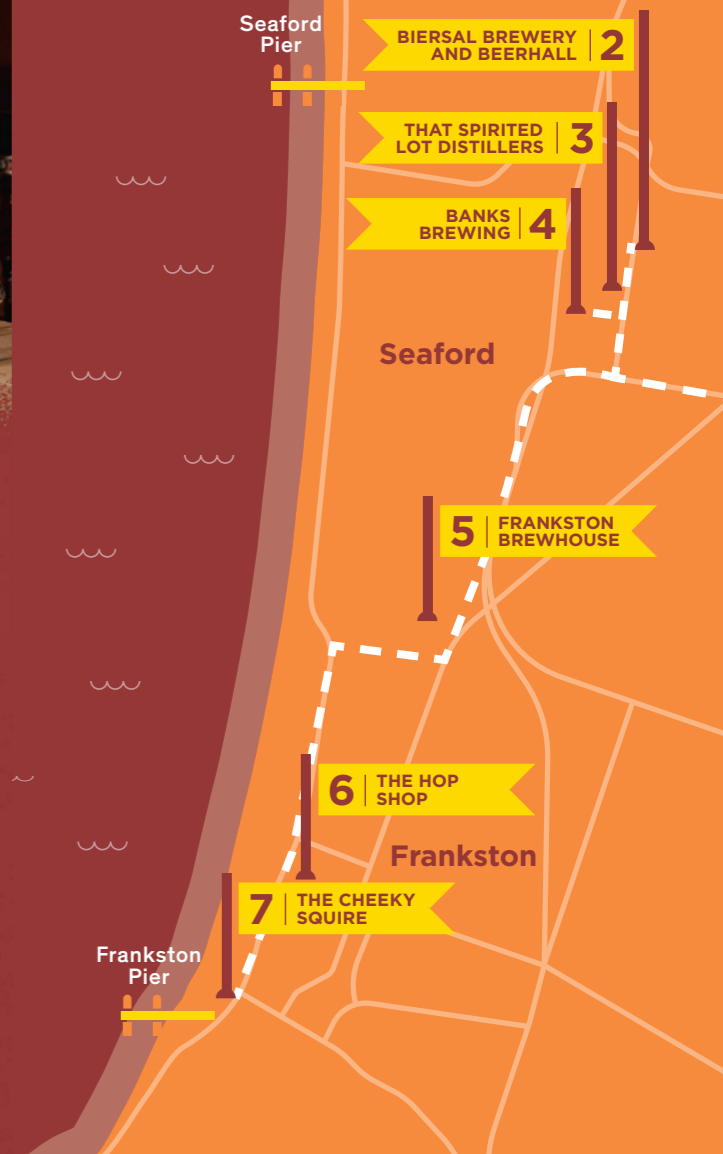 Seaford
Pier
BIERSAL BREWERY
AND BEERHALL
2
THAT SPIRITED
LOT DISTILLERS
3
BANKS
BREWING
4
Seaford
5
FRANKSTON
BREWHOUSE
6
THE HOP
SHOP
Frankston
7
THE CHEEKY
SQUIRE
Frankston
Pier